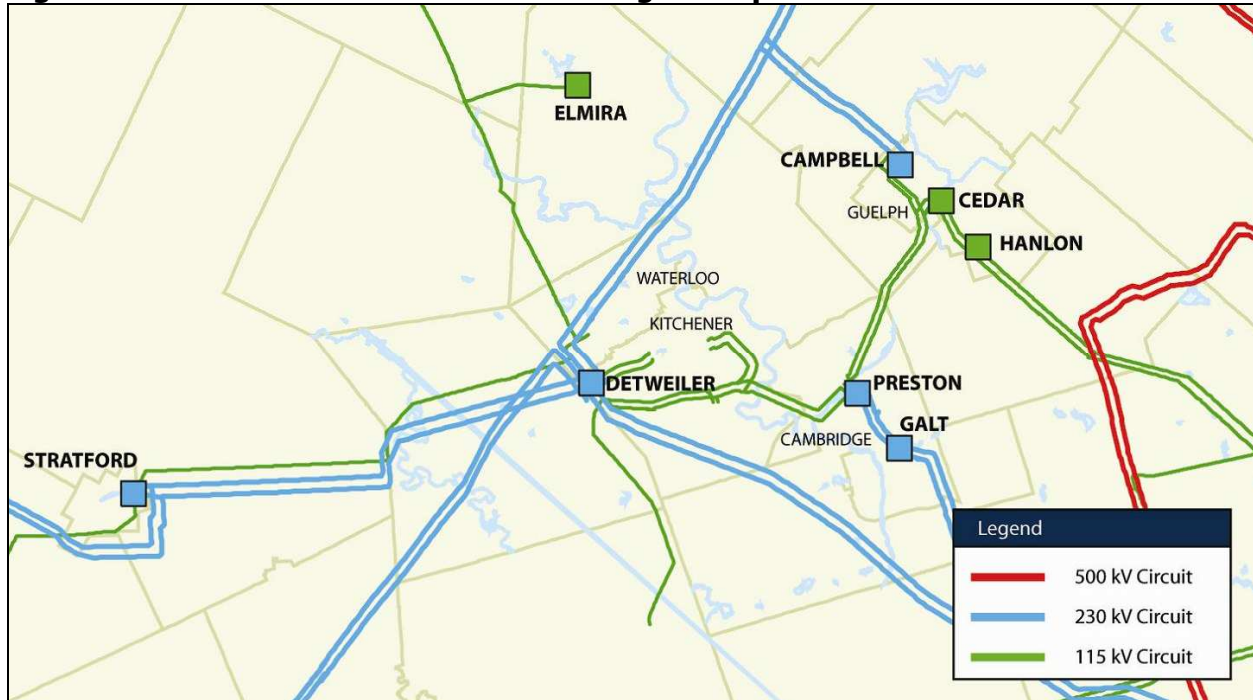 ELMIRA
CAMPBELL
CEDAR
GUELPH
HANLON
WATERLOO
KITCHENER
DETWEILER
PRESTON
GALT
CAMBRIDGE
STRATFORD
Legend
500 kV Circuit
230 kV Circuit
115 kV Circuit